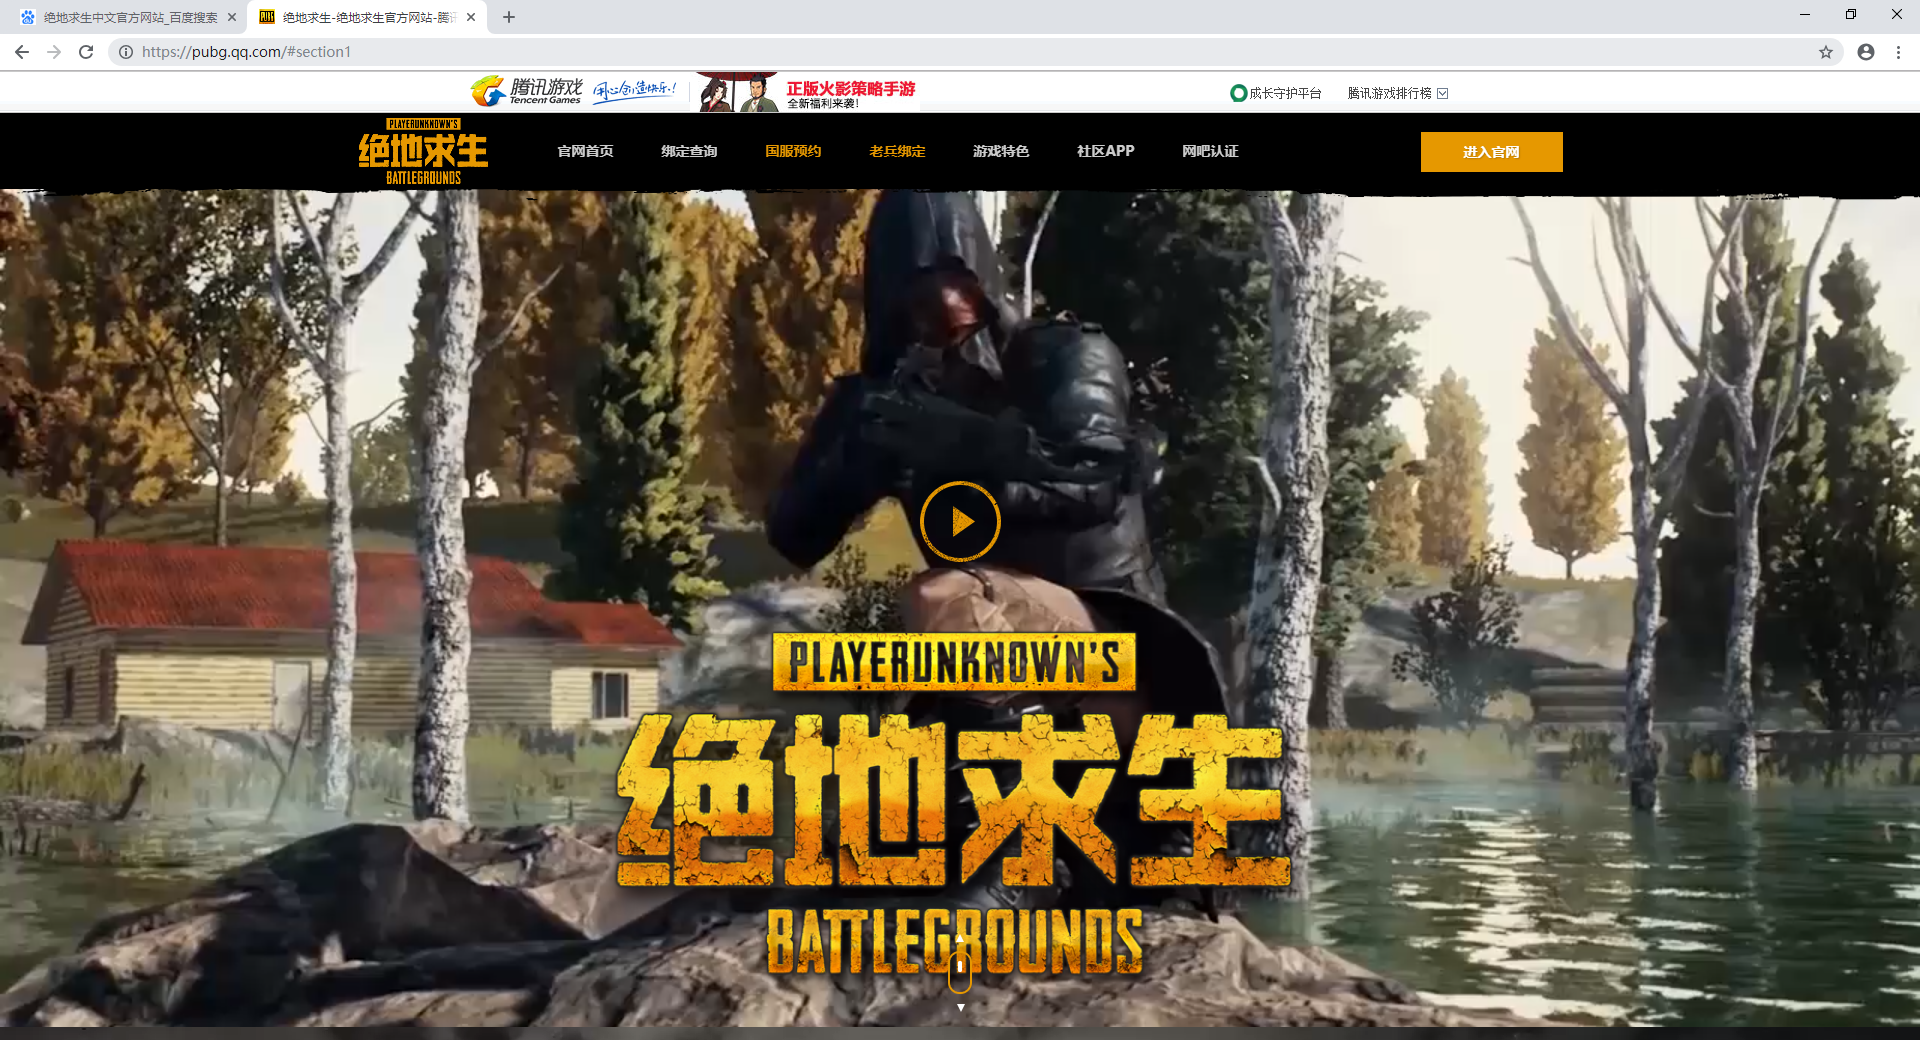 绝地求生中文官方网站_百度搜索
绝地求生-绝地求生官方网站-腾讯
https://pubg.qq.com/#section1
腾讯游戏
Tencent Games
用心创造快乐!
正版火影策略手游
全新福利来袭!
成长守护平台
腾讯游戏排行榜
PLAYERUNKNOWN'S
绝地求生
BATTLEGROUNDS
官网首页
绑定查询
国服预约
老兵绑定
游戏特色
社区APP
网吧认证
进入官网
PLAYERUNKNOWN'S
绝地求生
BATTLEGROUNDS